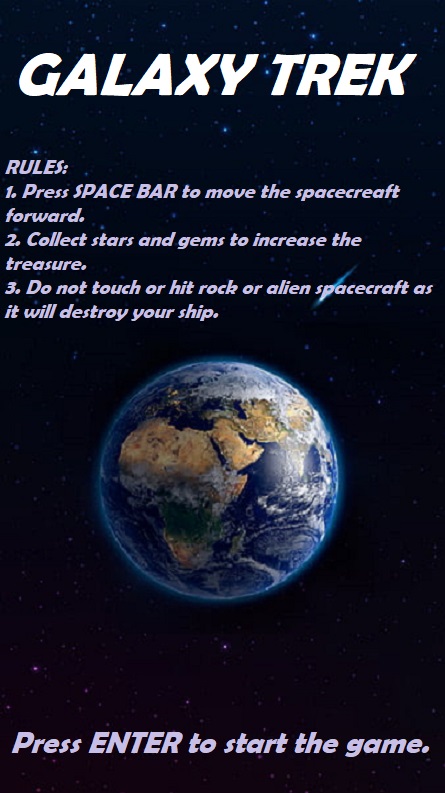 GALAXY TREK
RULES:
1. Press SPACE BAR to move the spacecreaft
forward.
2. Collect stars and gems to increase the
treasure.
3. Do not touch or hit rock or alien spacecraft as
it will destroy your ship.
Press ENTER to start the game.